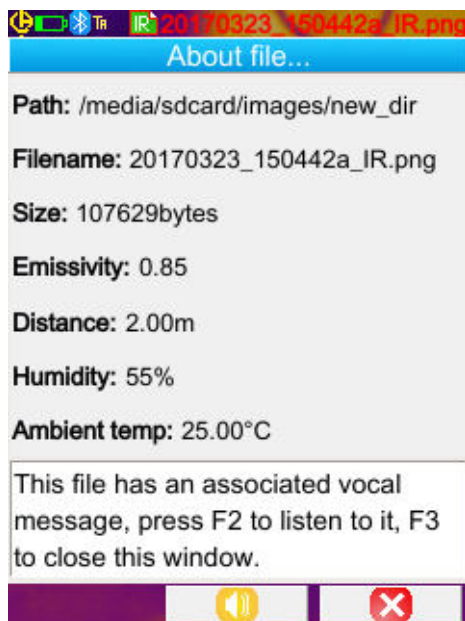 IR 20170323_150442a_IR.png
About file...
Path: /media/sdcard/images/new_dir
Filename: 20170323_150442a_IR.png
Size: 107629bytes
Emissivity: 0.85
Distance: 2.00m
Humidity: 55%
Ambient temp: 25.00°C
This file has an associated vocal
message, press F2 to listen to it, F3
to close this window.